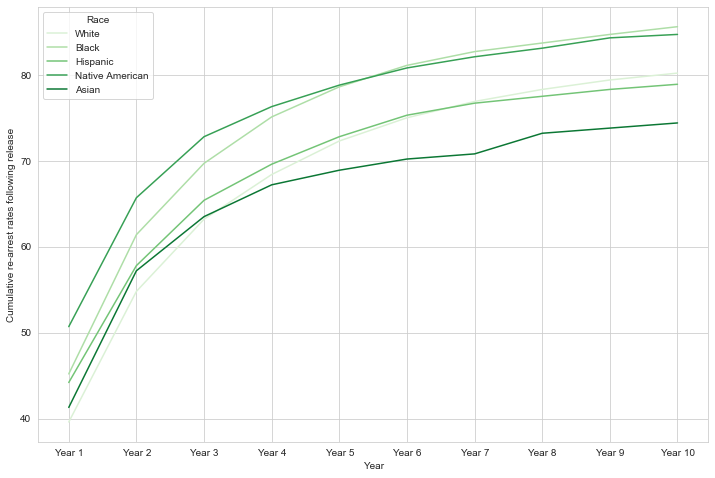 Race
White
Black
Hispanic
Native American
Asian
Cumulative re-arrest rates following release
80
70
60
50
40
Year 1 Year 2 Year 3 Year 4 Year 5 Year 6 Year 7 Year 8 Year 9 Year 10
Year